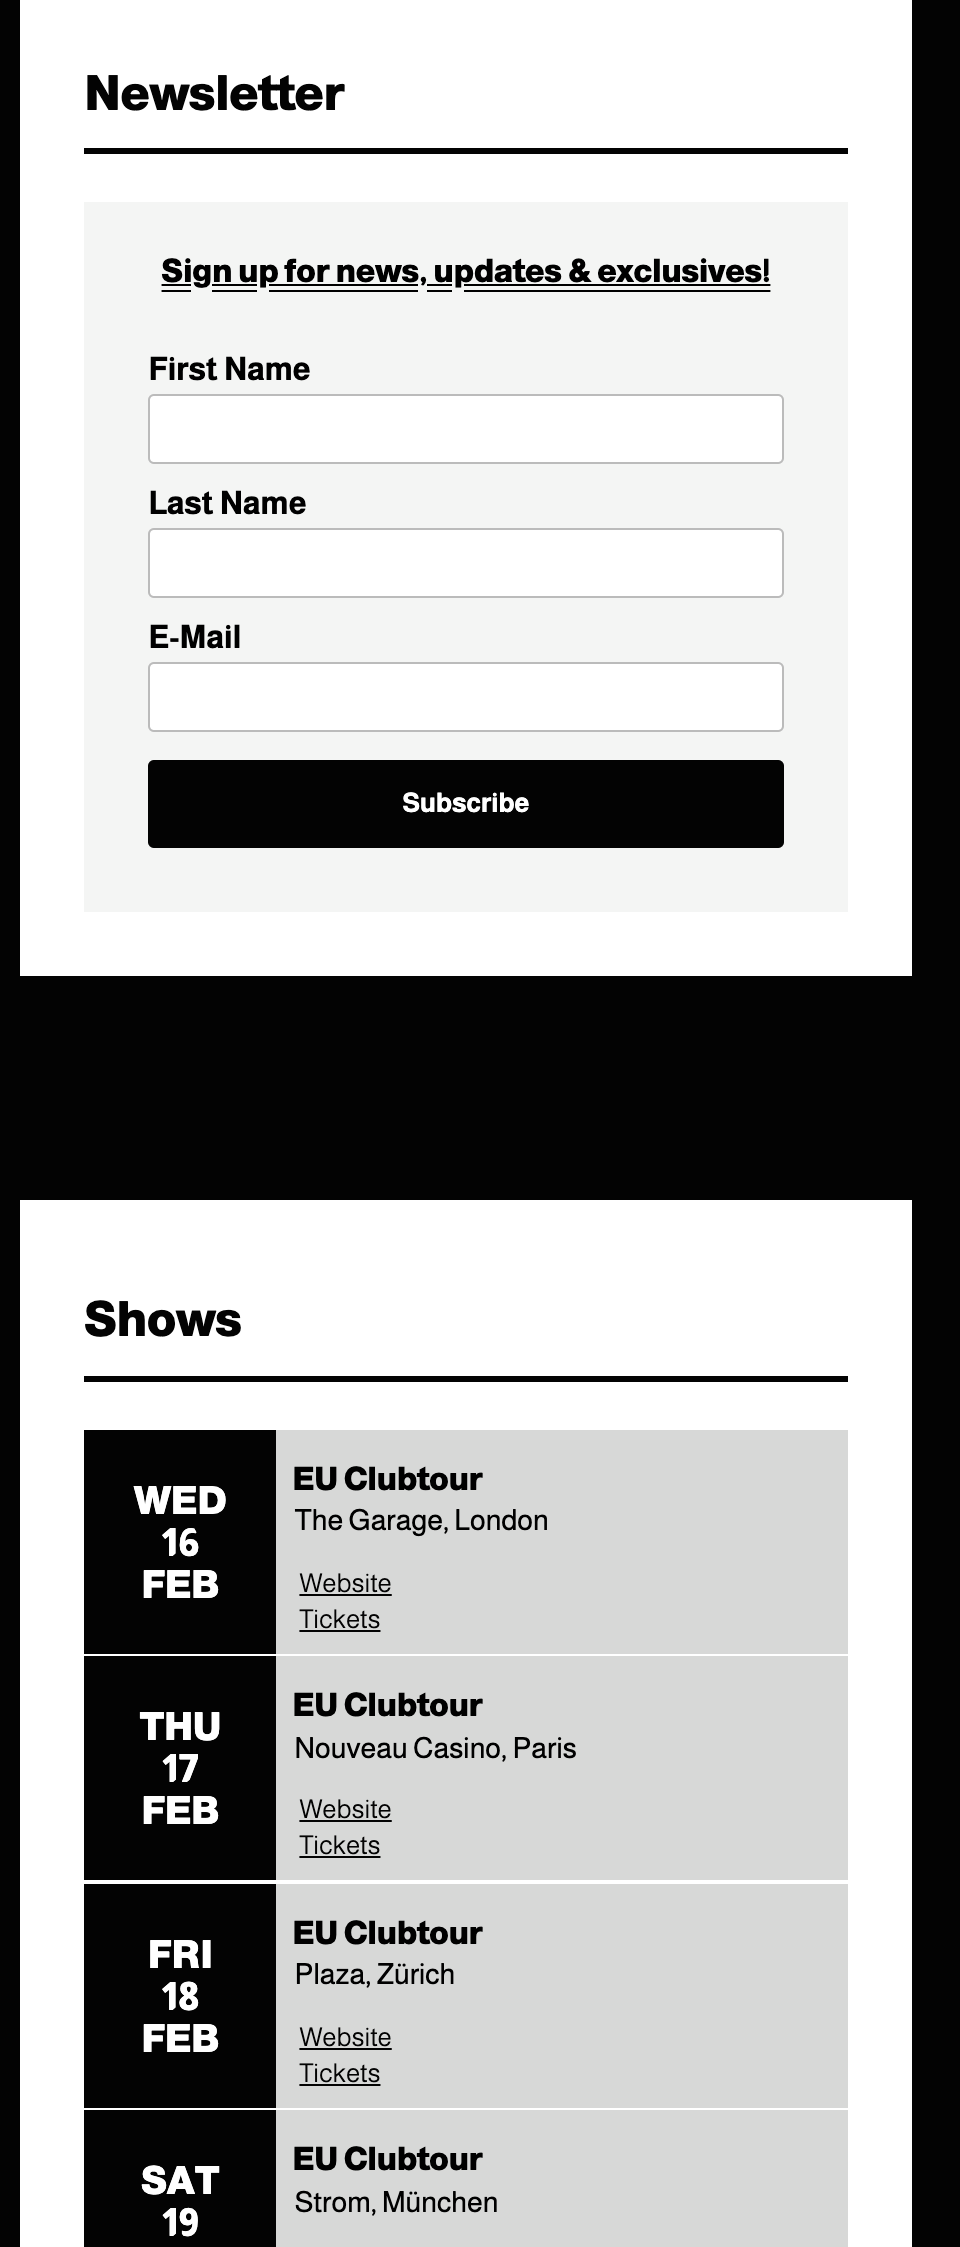 Newsletter
Sign up for news, updates & exclusives!
First Name
Last Name
E-Mail
Subscribe
Shows
WED
16
FEB
EU Clubtour
The Garage, London
Website
Tickets
THU
17
FEB
EU Clubtour
Nouveau Casino, Paris
Website
Tickets
FRI
18
FEB
EU Clubtour
Plaza, Zürich
Website
Tickets
SAT
19
EU Clubtour
Strom, München